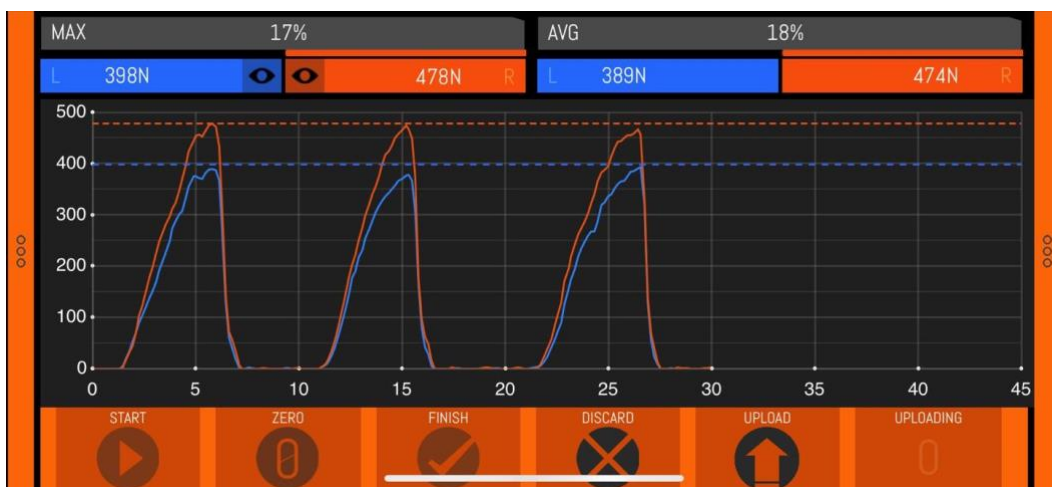 MAX 17% AVG 18%
L 398N 478N R L 389N 474N R
500
400
300
200
100
0
0 5 10 15 20 25 30 35 40 45
START ZERO FINISH DISCARD UPLOAD UPLOADING
0 0